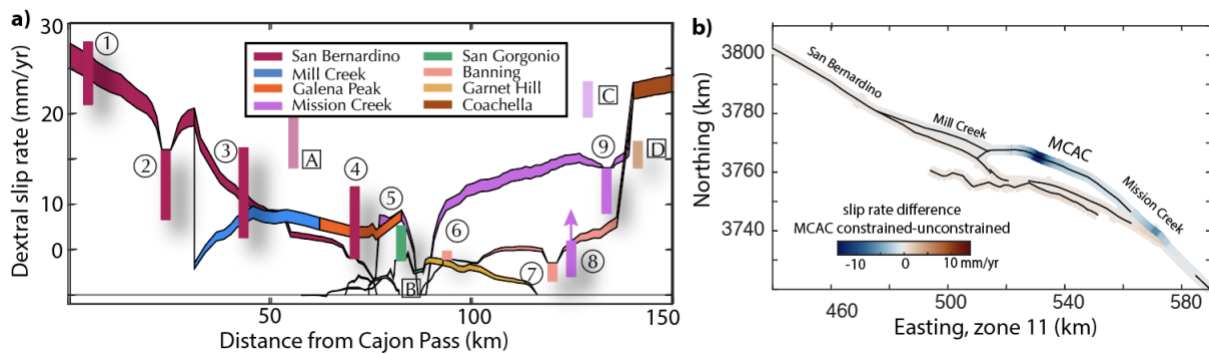 a)
Dextral slip rate (mm/yr)
30
20
10
0
50
100
150
Distance from Cajon Pass (km)
San Bernardino
Mill Creek
Galena Peak
Mission Creek
San Gorgonio
Banning
Garnet Hill
Coachella
1
2
3
4
5
6
7
8
9
A
B
C
D
b)
Northing (km)
3800
3780
3760
3740
460
500
540
580
Easting, zone 11 (km)
San Bernardino
Mill Creek
MCAC
Mission Creek
slip rate difference
MCAC constrained-unconstrained
-10 0 10 mm/yr